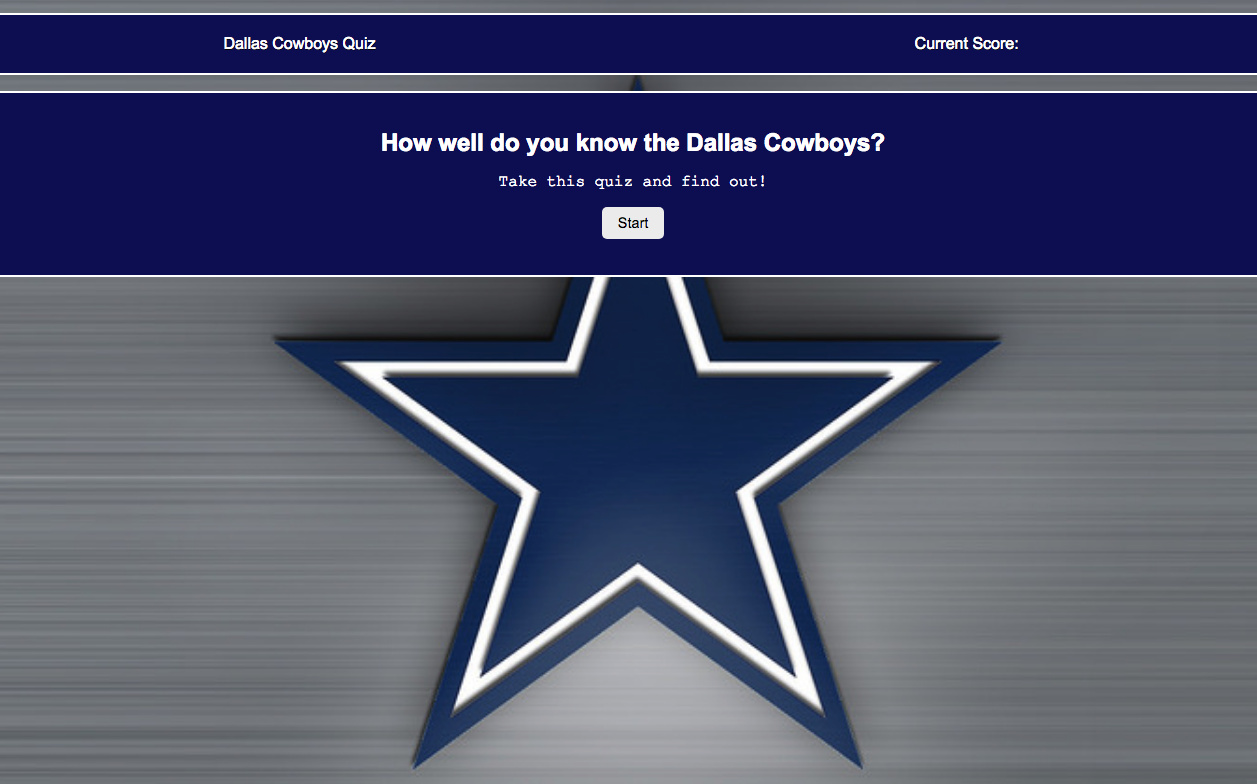 Dallas Cowboys Quiz
Current Score:
How well do you know the Dallas Cowboys?
Take this quiz and find out!
Start